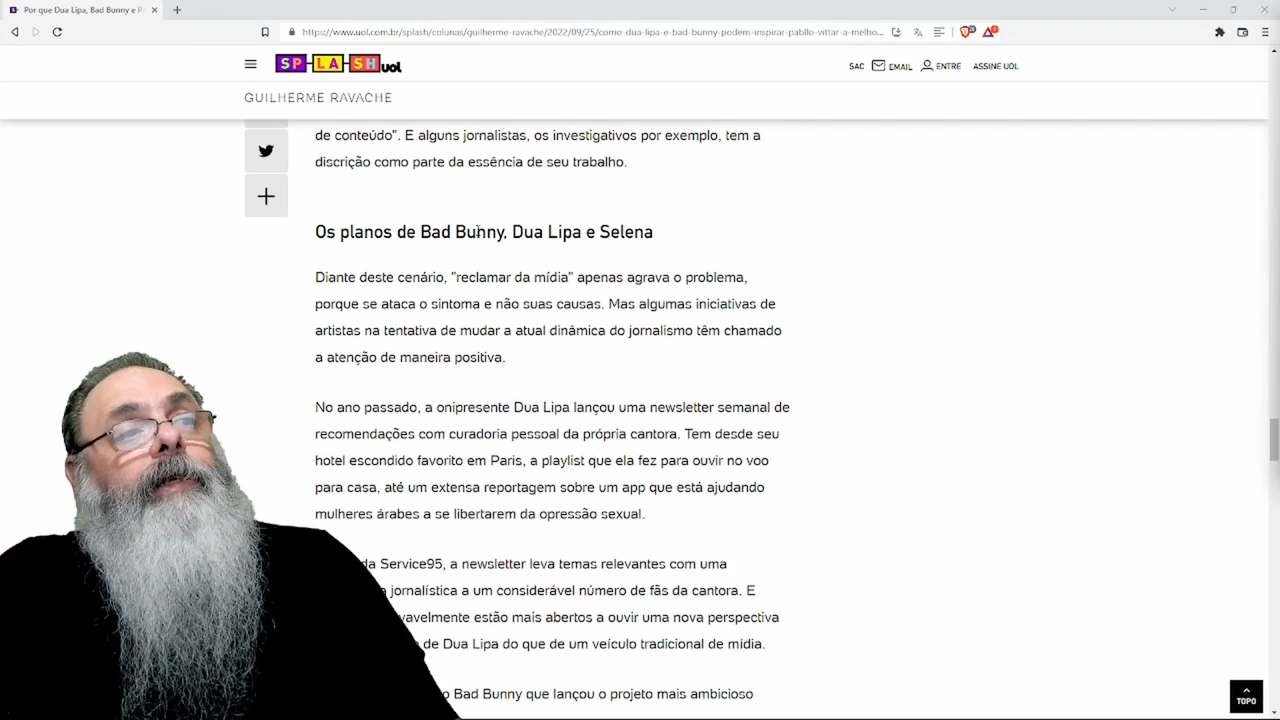 Por que Dua Lipa, Bad Bunny e P
https://www.uol.com.br/splash/colunas/guilherme-ravache/2022/09/25/como-dua-lipa-e-bad-bunny-podem-inspirar-pabllo-vittar-a-melho...
SPLASH uol
SAC EMAIL ENTRE ASSINE UOL
GUILHERME RAVACHE
de conteúdo". E alguns jornalistas, os investigativos por exemplo, tem a
discrição como parte da essência de seu trabalho.
Os planos de Bad Bunny, Dua Lipa e Selena
Diante deste cenário, "reclamar da mídia" apenas agrava o problema,
porque se ataca o sintoma e não suas causas. Mas algumas iniciativas de
artistas na tentativa de mudar a atual dinâmica do jornalismo têm chamado
a atenção de maneira positiva.
No ano passado, a onipresente Dua Lipa lançou uma newsletter semanal de
recomendações com curadoria pessoal da própria cantora. Tem desde seu
hotel escondido favorito em Paris, a playlist que ela fez para ouvir no voo
para casa, até um extensa reportagem sobre um app que está ajudando
mulheres árabes a se libertarem da opressão sexual.
da Service95, a newsletter leva temas relevantes com uma
jornalística a um considerável número de fãs da cantora. E
vavelmente estão mais abertos a ouvir uma nova perspectiva
de Dua Lipa do que de um veículo tradicional de mídia.
o Bad Bunny que lançou o projeto mais ambicioso
TOPO